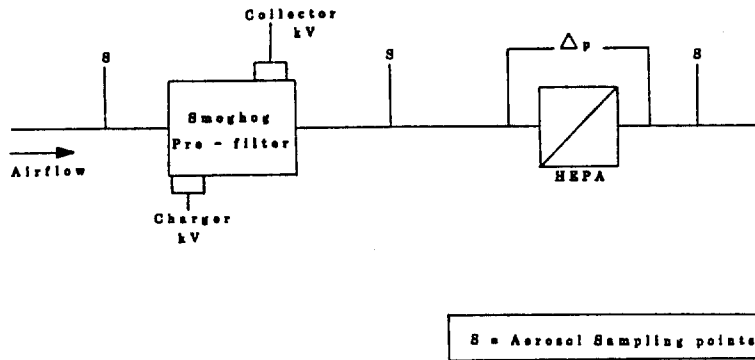 Collector
kV
S
S
Δp
S
Smoghog
Pre - filter
Airflow
HEPA
Charger
kV
S = Aerosol Sampling points